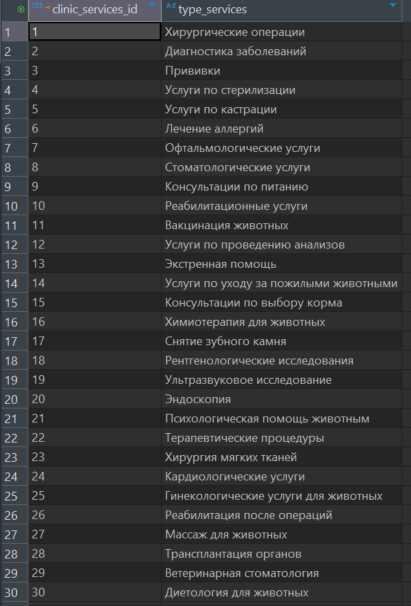 123 clinic_services_id A-Z type_services
1 1 Хирургические операции
2 2 Диагностика заболеваний
3 3 Прививки
4 4 Услуги по стерилизации
5 5 Услуги по кастрации
6 6 Лечение аллергий
7 7 Офтальмологические услуги
8 8 Стоматологические услуги
9 9 Консультации по питанию
10 10 Реабилитационные услуги
11 11 Вакцинация животных
12 12 Услуги по проведению анализов
13 13 Экстренная помощь
14 14 Услуги по уходу за пожилыми животными
15 15 Консультации по выбору корма
16 16 Химиотерапия для животных
17 17 Снятие зубного камня
18 18 Рентгенологические исследования
19 19 Ультразвуковое исследование
20 20 Эндоскопия
21 21 Психологическая помощь животным
22 22 Терапевтические процедуры
23 23 Хирургия мягких тканей
24 24 Кардиологические услуги
25 25 Гинекологические услуги для животных
26 26 Реабилитация после операций
27 27 Массаж для животных
28 28 Трансплантация органов
29 29 Ветеринарная стоматология
30 30 Диетология для животных